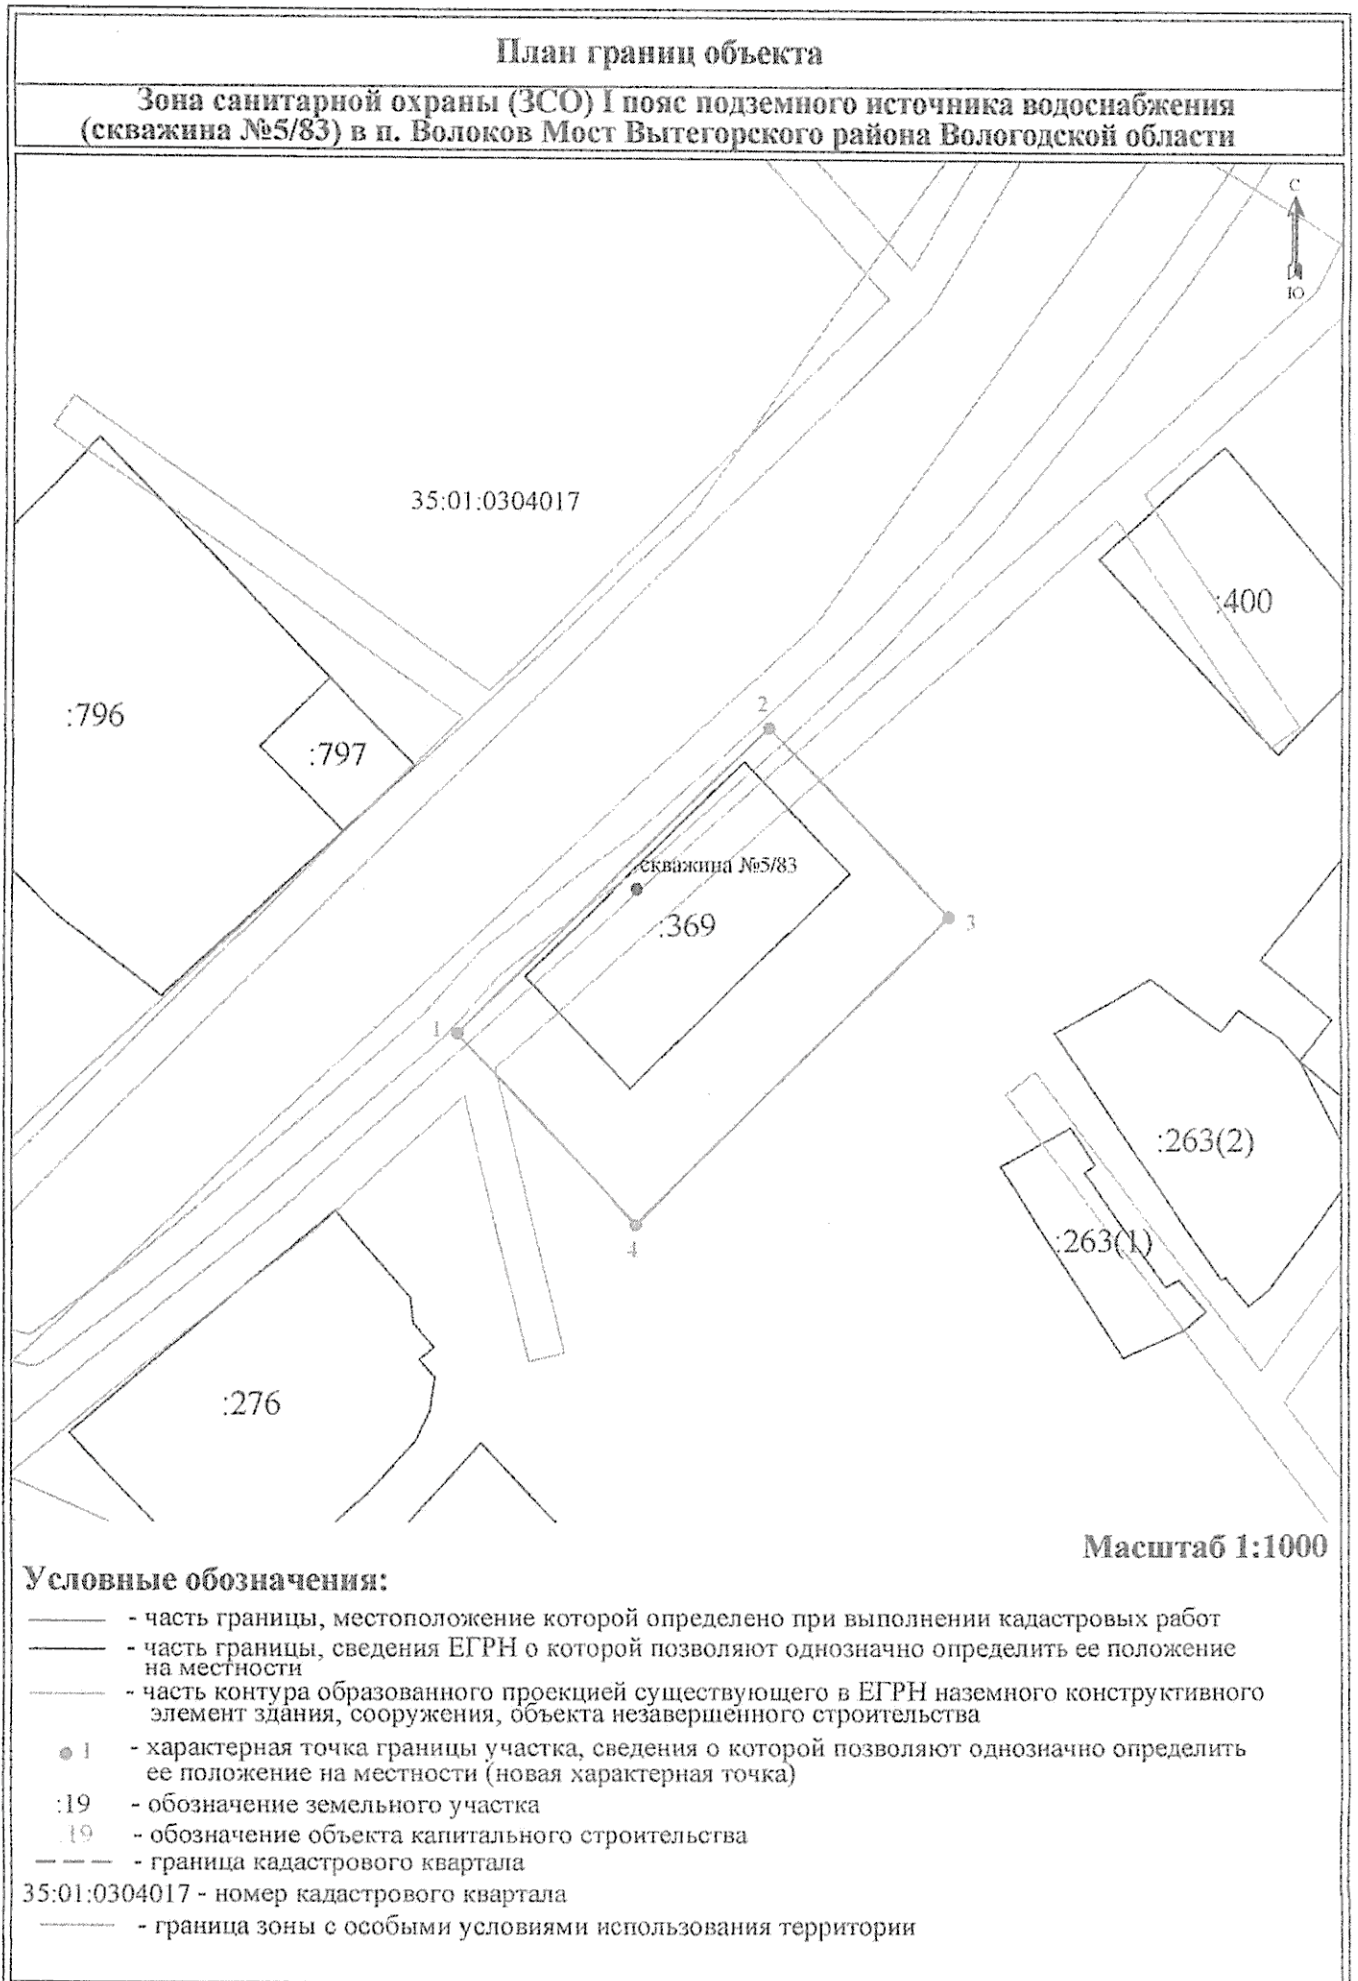 План границ объекта
Зона санитарной охраны (ЗСО) I пояс подземного источника водоснабжения
(скважина №5/83) в п. Волоков Мост Вытегорского района Вологодской области
С
Ю
35:01:0304017
:400
:796
:797
2
скважина №5/83
:369
3
1
:263(2)
:263(1)
4
:276
Масштаб 1:1000
Условные обозначения:
- часть границы, местоположение которой определено при выполнении кадастровых работ
- часть границы, сведения ЕГРН о которой позволяют однозначно определить ее положение
на местности
- часть контура образованного проекцией существующего в ЕГРН наземного конструктивного
элемент здания, сооружения, объекта незавершенного строительства
1 - характерная точка границы участка, сведения о которой позволяют однозначно определить
ее положение на местности (новая характерная точка)
:19 - обозначение земельного участка
:19 - обозначение объекта капитального строительства
- граница кадастрового квартала
35:01:0304017 - номер кадастрового квартала
- граница зоны с особыми условиями использования территории